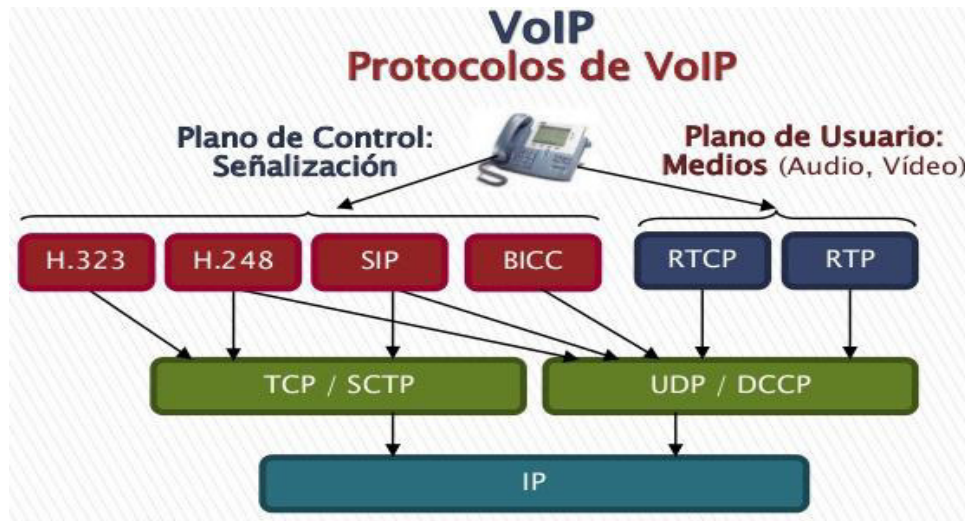 VoIP
Protocolos de VoIP
Plano de Control:
Señalización
Plano de Usuario:
Medios (Audio, Vídeo)
H.323
H.248
SIP
BICC
RTCP
RTP
TCP / SCTP
UDP / DCCP
IP